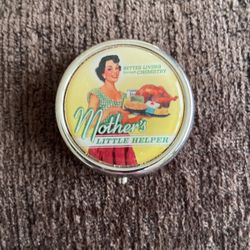 BETTER LIVING
THROUGH CHEMISTRY
Mother's
LITTLE HELPER